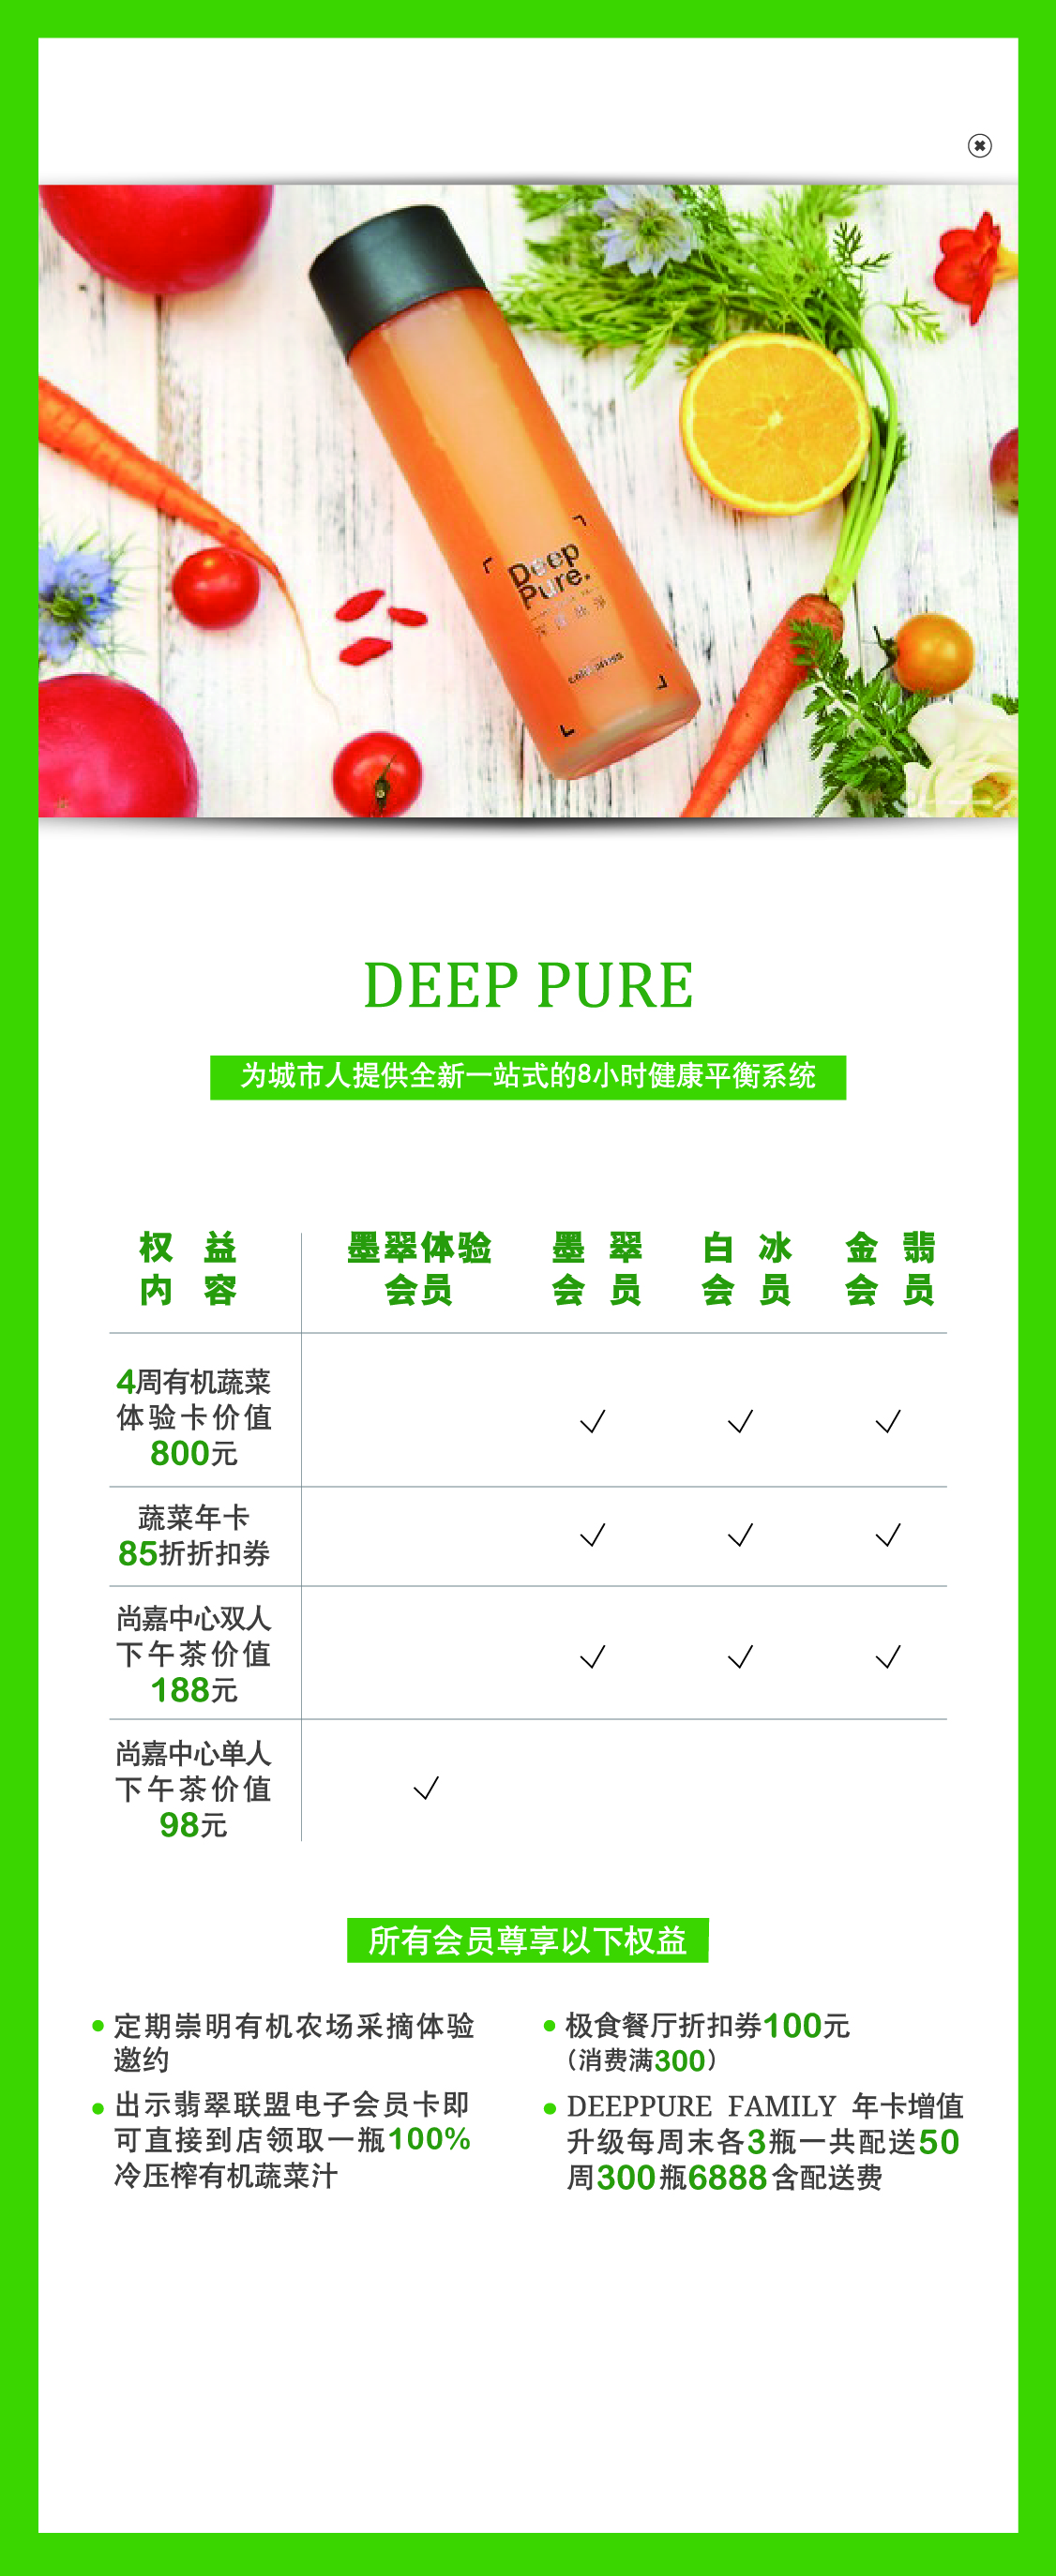 Deep
Pure.
DEEP PURE
为城市人提供全新一站式的8小时健康平衡系统
权 益 墨翠体验 墨 翠 白 冰 金 翡
内 容 会员 会 员 会 员 会 员
4周有机蔬菜
体验卡价值 ✓ ✓ ✓
800元
蔬菜年卡
85折折扣券 ✓ ✓ ✓
尚嘉中心双人
下午茶价值 ✓ ✓ ✓
188元
尚嘉中心单人
下午茶价值 ✓
98元
所有会员尊享以下权益
定期崇明有机农场采摘体验
邀约
出示翡翠联盟电子会员卡即
可直接到店领取一瓶100%
冷压榨有机蔬菜汁
极食餐厅折扣券100元
（消费满300）
DEEPPURE FAMILY 年卡增值
升级每周末各3瓶一共配送50
周300瓶6888含配送费